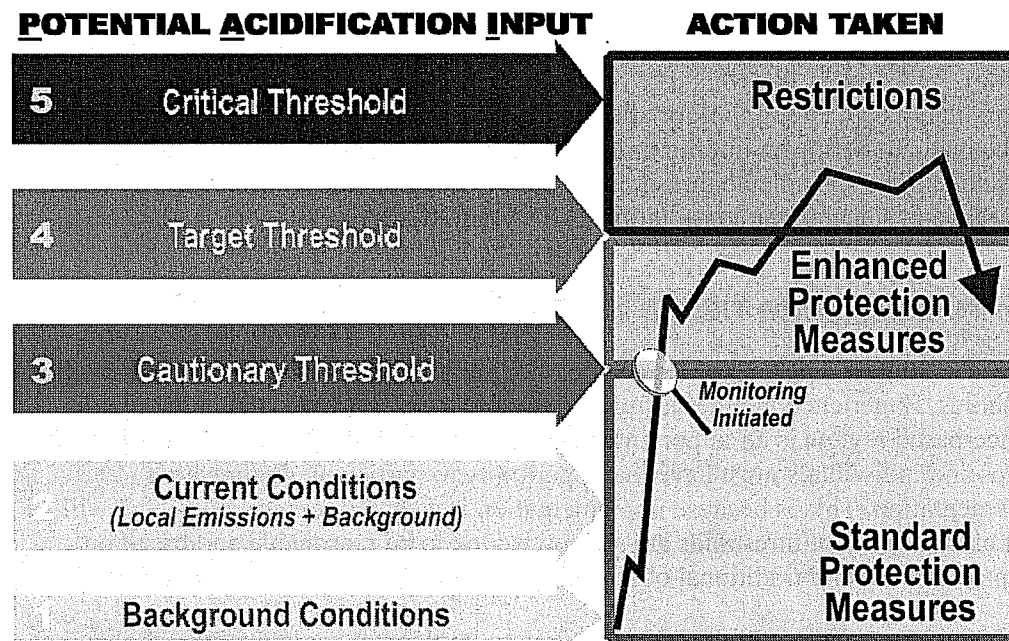 POTENTIAL ACIDIFICATION INPUT
ACTION TAKEN
5 Critical Threshold
Restrictions
4 Target Threshold
Enhanced
Protection
Measures
3 Cautionary Threshold
Monitoring
Initiated
2 Current Conditions
(Local Emissions + Background)
Standard
Protection
Measures
1 Background Conditions